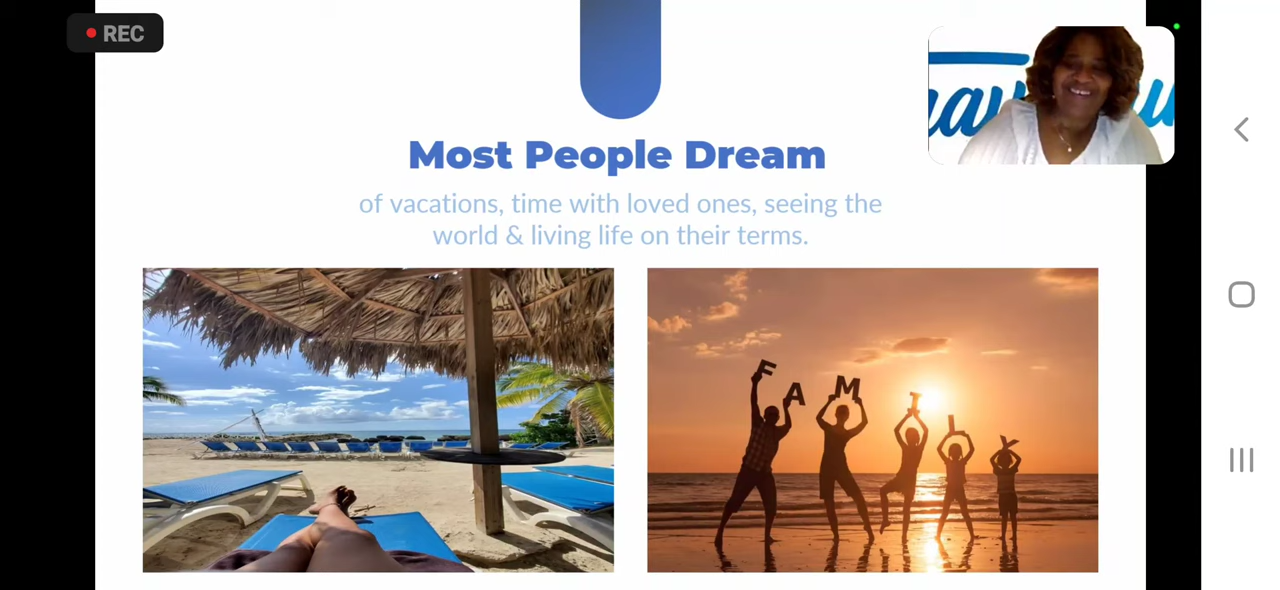 REC
Most People Dream
of vacations, time with loved ones, seeing the
world & living life on their terms.
F A M I L Y